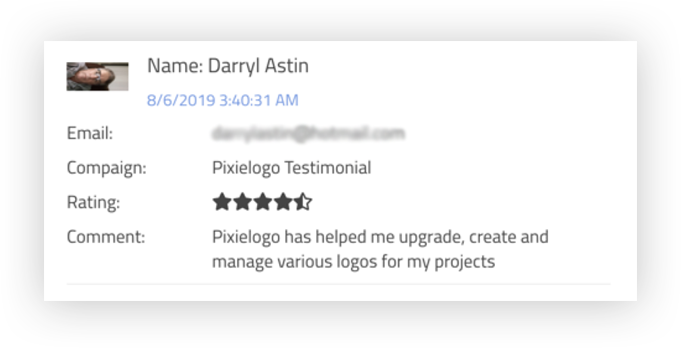 Name: Darryl Astin
8/6/2019 3:40:31 AM
Email:
Compaign: Pixielogo Testimonial
Rating:
Comment: Pixielogo has helped me upgrade, create and
manage various logos for my projects